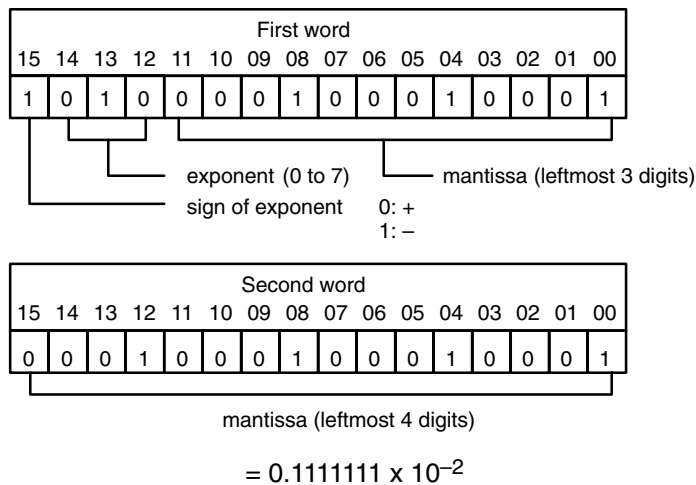 First word
15 14 13 12 11 10 09 08 07 06 05 04 03 02 01 00
1 0 1 0 0 0 0 1 0 0 0 1 0 0 0 1
exponent (0 to 7) mantissa (leftmost 3 digits)
sign of exponent 0: +
1: –
Second word
15 14 13 12 11 10 09 08 07 06 05 04 03 02 01 00
0 0 0 1 0 0 0 1 0 0 0 1 0 0 0 1
mantissa (leftmost 4 digits)
= 0.1111111 x 10–2